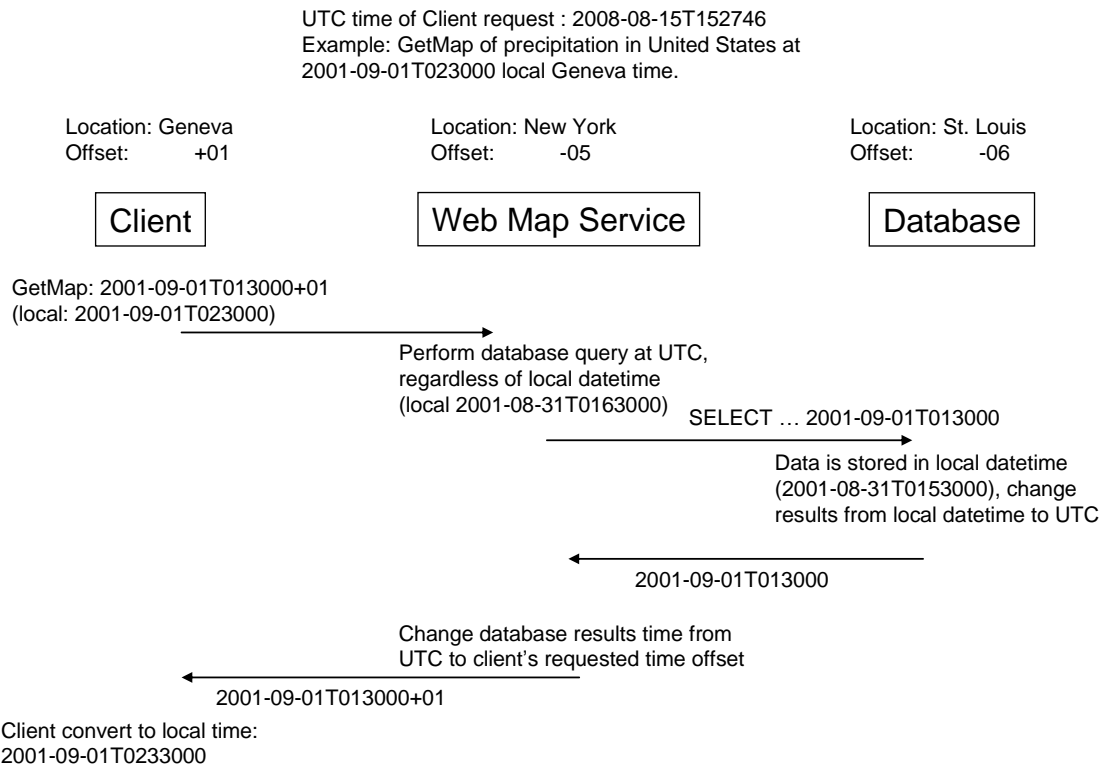 UTC time of Client request : 2008-08-15T152746
Example: GetMap of precipitation in United States at
2001-09-01T023000 local Geneva time.
Location: Geneva
Offset: +01
Location: New York
Offset: -05
Location: St. Louis
Offset: -06
Client
Web Map Service
Database
GetMap: 2001-09-01T013000+01
(local: 2001-09-01T023000)
Perform database query at UTC,
regardless of local datetime
(local 2001-08-31T0163000)
SELECT … 2001-09-01T013000
Data is stored in local datetime
(2001-08-31T0153000), change
results from local datetime to UTC
2001-09-01T013000
Change database results time from
UTC to client’s requested time offset
2001-09-01T013000+01
Client convert to local time:
2001-09-01T0233000